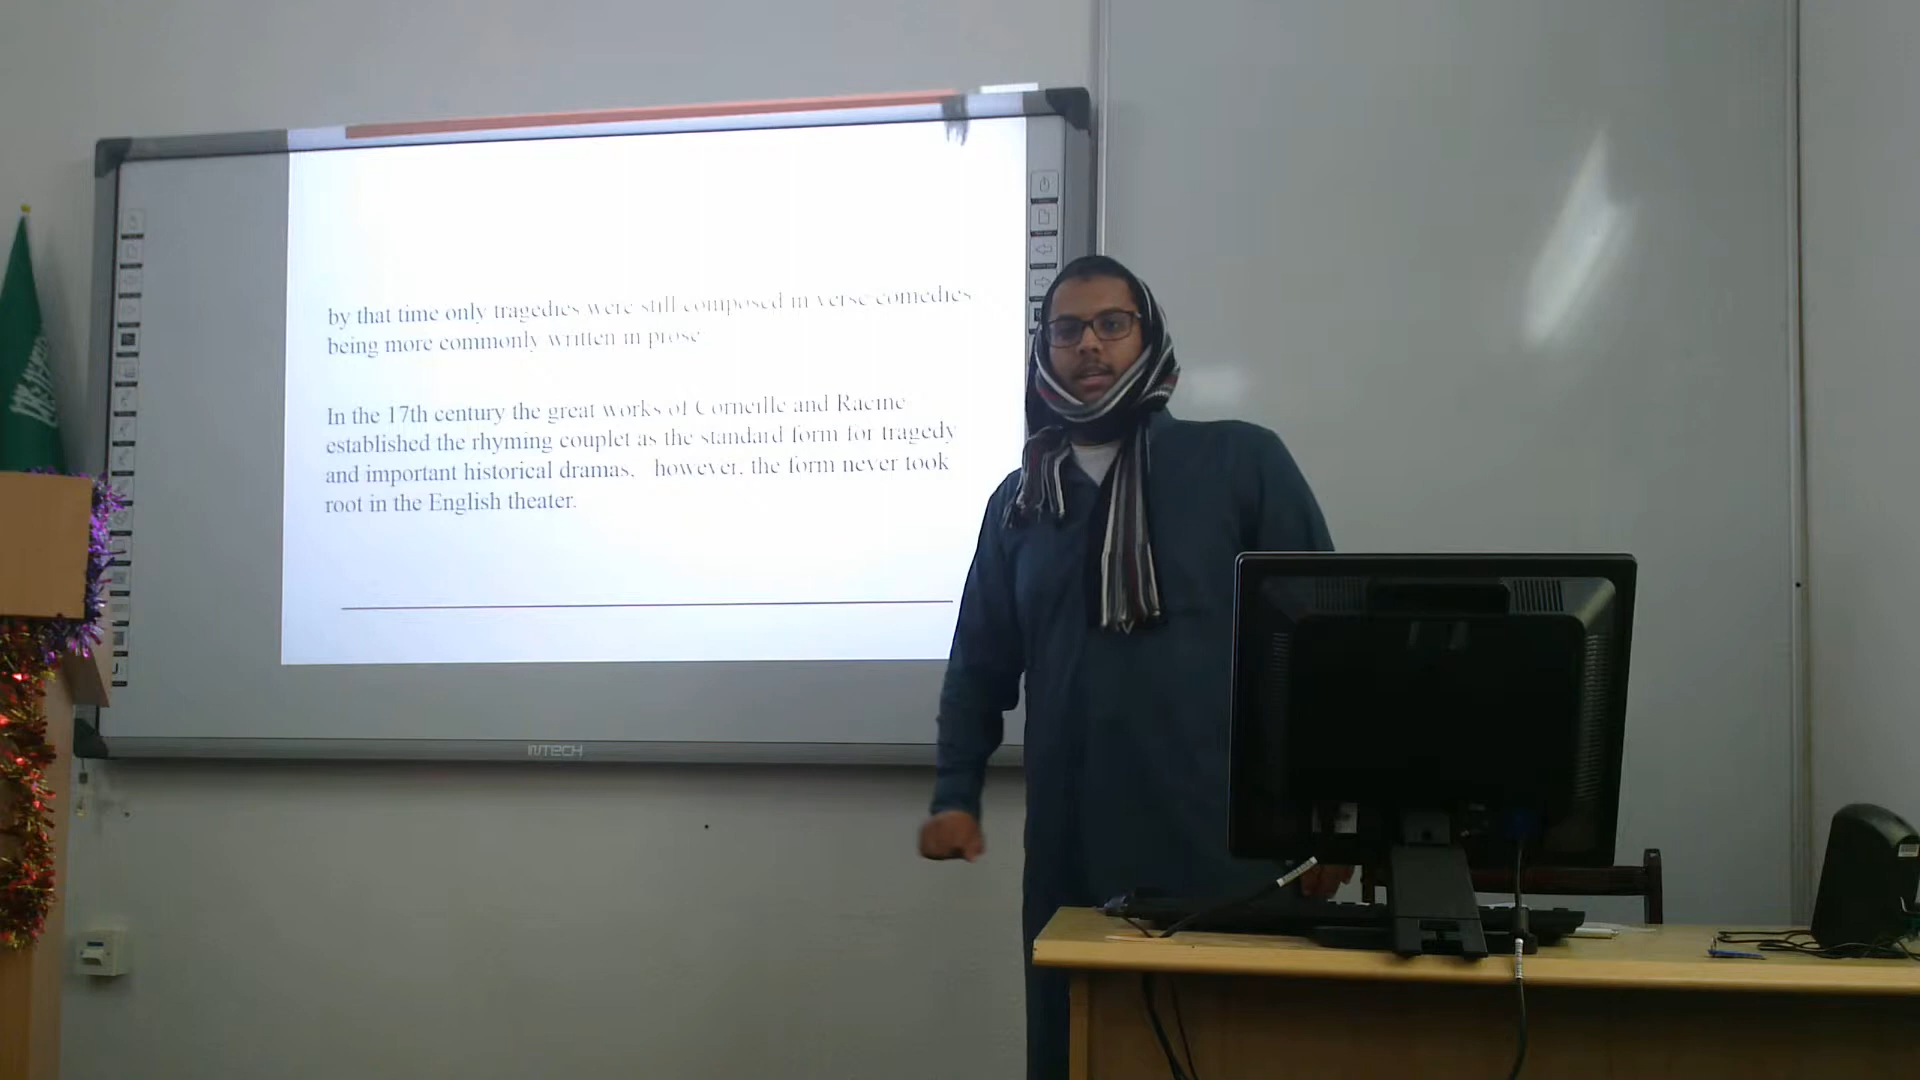 by that time only tragedies were still composed in verse comedies
being more commonly written in prose
In the 17th century the great works of Corneille and Racine
established the rhyming couplet as the standard form for tragedy
and important historical dramas. however, the form never took
root in the English theater.
INTECH